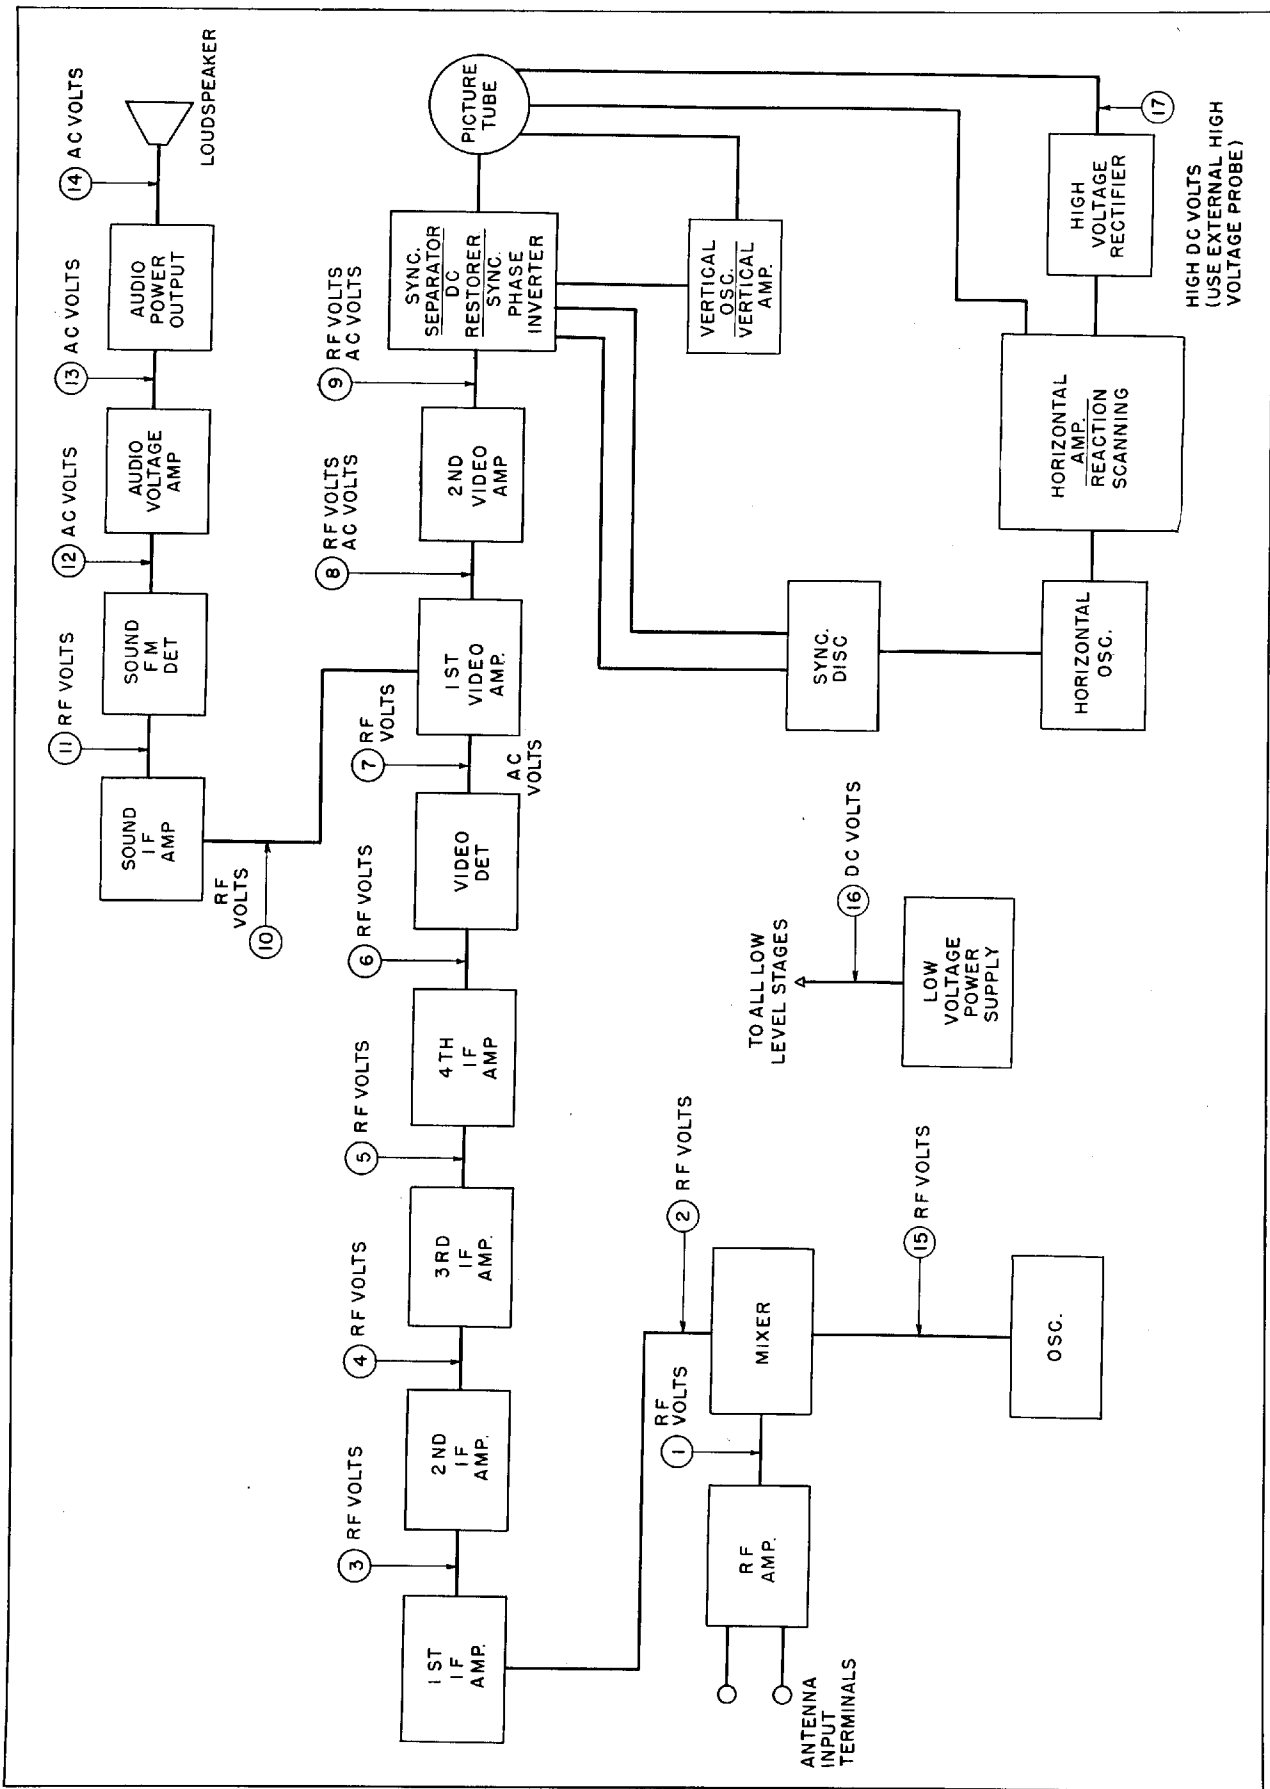 14 AC VOLTS
LOUDSPEAKER
AUDIO
POWER
OUTPUT
13 AC VOLTS
AUDIO
VOLTAGE
AMP
12 AC VOLTS
SOUND
FM
DET
11 RF VOLTS
SOUND
IF
AMP
RF
VOLTS
10
PICTURE
TUBE
SYNC.
SEPARATOR
DC
RESTORER
SYNC.
PHASE
INVERTER
9 RF VOLTS
AC VOLTS
2ND
VIDEO
AMP
8 RF VOLTS
AC VOLTS
1ST
VIDEO
AMP.
7 RF
VOLTS
AC
VOLTS
VIDEO
DET
6 RF VOLTS
4TH
IF
AMP
5 RF VOLTS
3RD
IF
AMP.
4 RF VOLTS
2ND
IF
AMP.
3 RF VOLTS
1ST
IF
AMP.
VERTICAL
OSC.
VERTICAL
AMP.
17
HIGH
VOLTAGE
RECTIFIER
HIGH DC VOLTS
(USE EXTERNAL HIGH
VOLTAGE PROBE)
HORIZONTAL
AMP.
REACTION
SCANNING
SYNC.
DISC
HORIZONTAL
OSC.
TO ALL LOW
LEVEL STAGES
16 DC VOLTS
LOW
VOLTAGE
POWER
SUPPLY
2 RF VOLTS
MIXER
15 RF VOLTS
OSC.
RF
VOLTS
1
RF
AMP.
ANTENNA
INPUT
TERMINALS